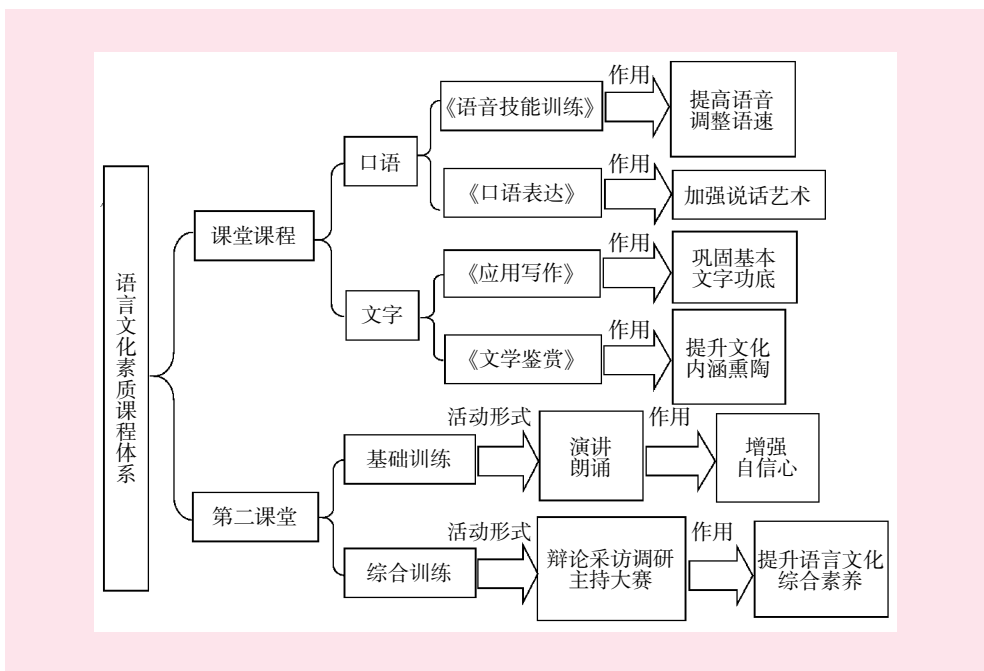 语言文化素质课程体系
课堂课程
口语
《语音技能训练》
作用
提高语音
调整语速
《口语表达》
作用
加强说话艺术
文字
《应用写作》
作用
巩固基本
文字功底
《文学鉴赏》
作用
提升文化
内涵熏陶
第二课堂
基础训练
活动形式
演讲
朗诵
作用
增强
自信心
综合训练
活动形式
辩论采访调研
主持大赛
作用
提升语言文化
综合素养